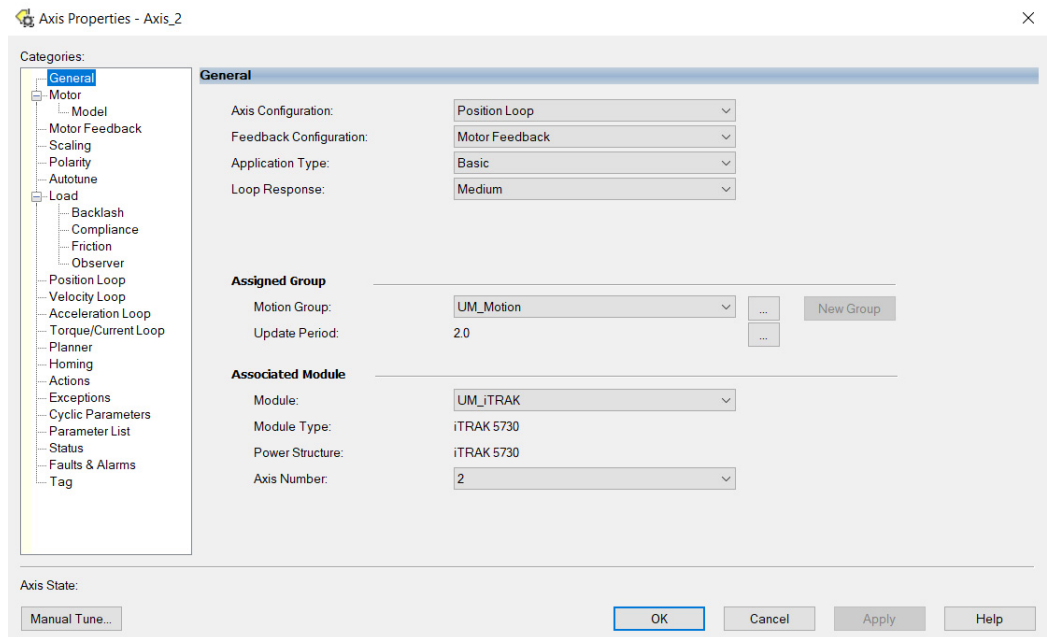 Axis Properties - Axis_2
Categories:
General
Motor
Model
Motor Feedback
Scaling
Polarity
Autotune
Load
Backlash
Compliance
Friction
Observer
Position Loop
Velocity Loop
Acceleration Loop
Torque/Current Loop
Planner
Homing
Actions
Exceptions
Cyclic Parameters
Parameter List
Status
Faults & Alarms
Tag
General
Axis Configuration: Position Loop
Feedback Configuration: Motor Feedback
Application Type: Basic
Loop Response: Medium
Assigned Group
Motion Group: UM_Motion ... New Group
Update Period: 2.0 ...
Associated Module
Module: UM_iTRAK
Module Type: iTRAK 5730
Power Structure: iTRAK 5730
Axis Number: 2
Axis State:
Manual Tune... OK Cancel Apply Help